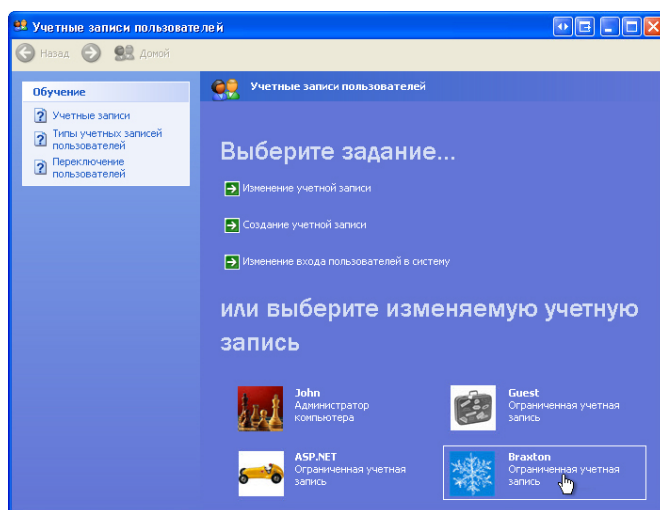 Учетные записи пользователей
Назад
Домой
Обучение
Учетные записи
Типы учетных записей
пользователей
Переключение
пользователей
Учетные записи пользователей
Выберите задание...
Изменение учетной записи
Создание учетной записи
Изменение входа пользователей в систему
или выберите изменяемую учетную
запись
John
Администратор
компьютера
Guest
Ограниченная учетная
запись
ASP.NET
Ограниченная учетная
запись
Braxton
Ограниченная учетная
запись